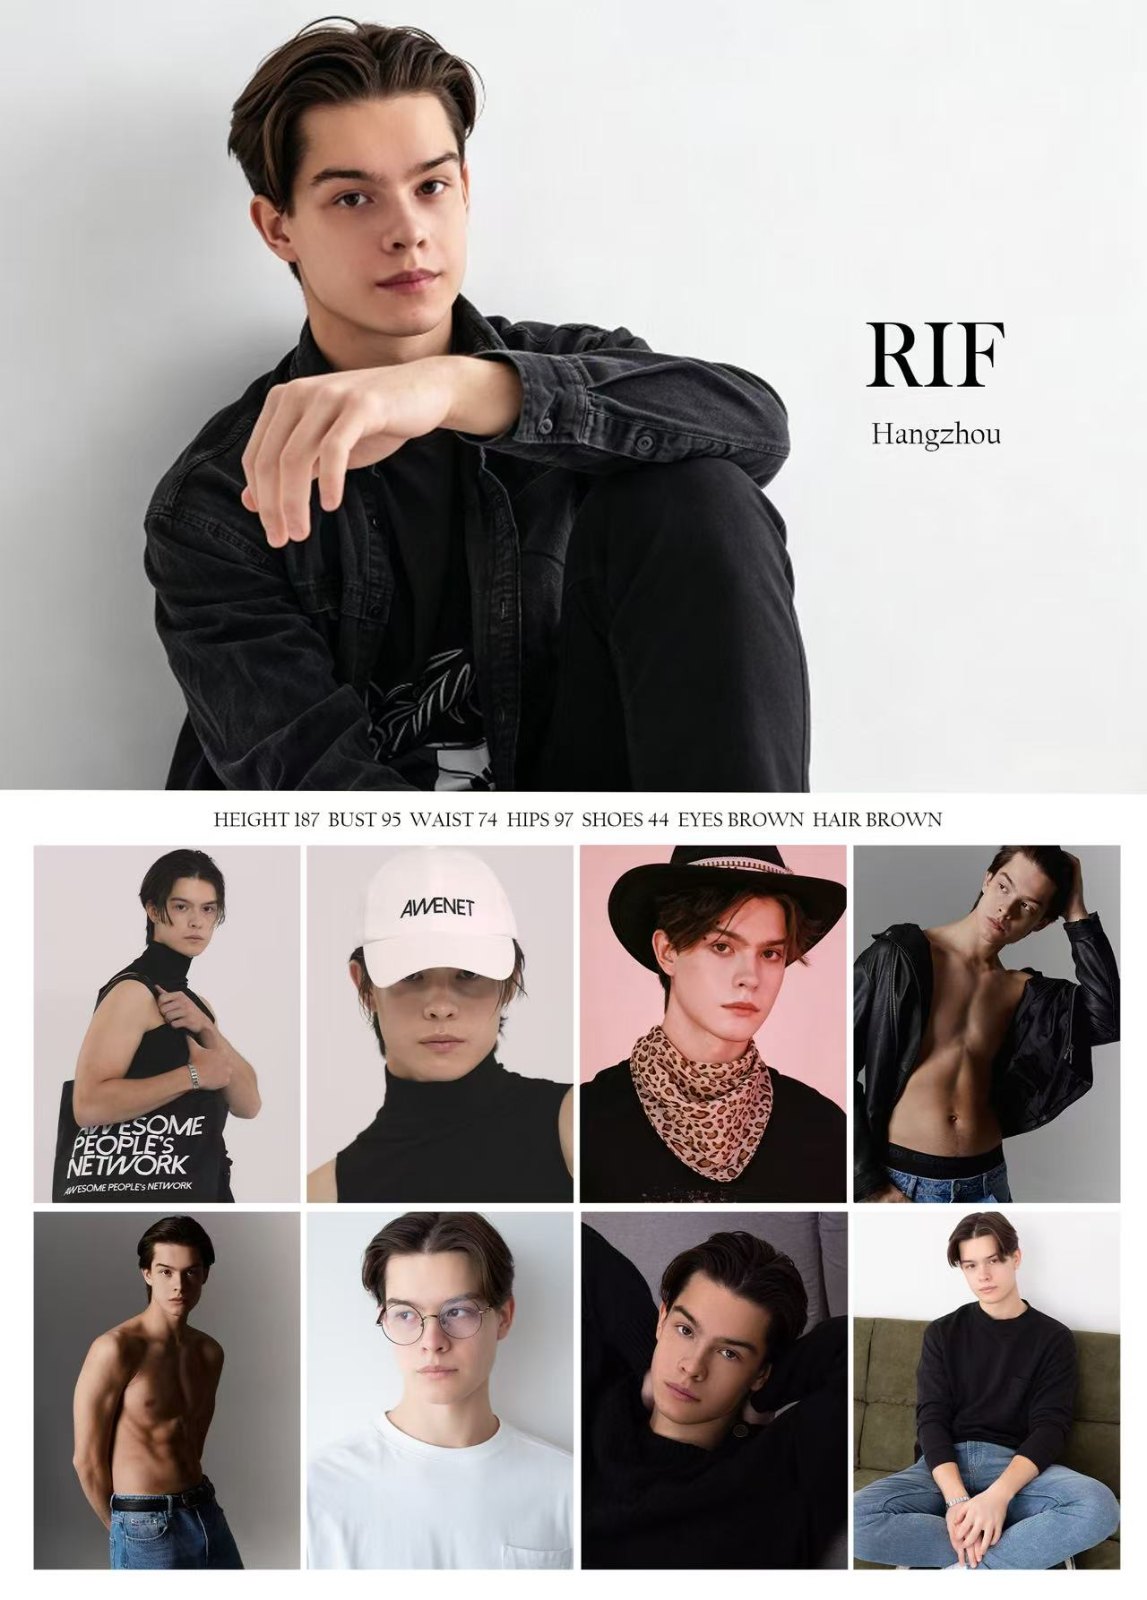 RIF
Hangzhou
HEIGHT 187 BUST 95 WAIST 74 HIPS 97 SHOES 44 EYES BROWN HAIR BROWN
AWENET
AWESOME
PEOPLE'S
NETWORK
AWESOME PEOPLE's NETWORK